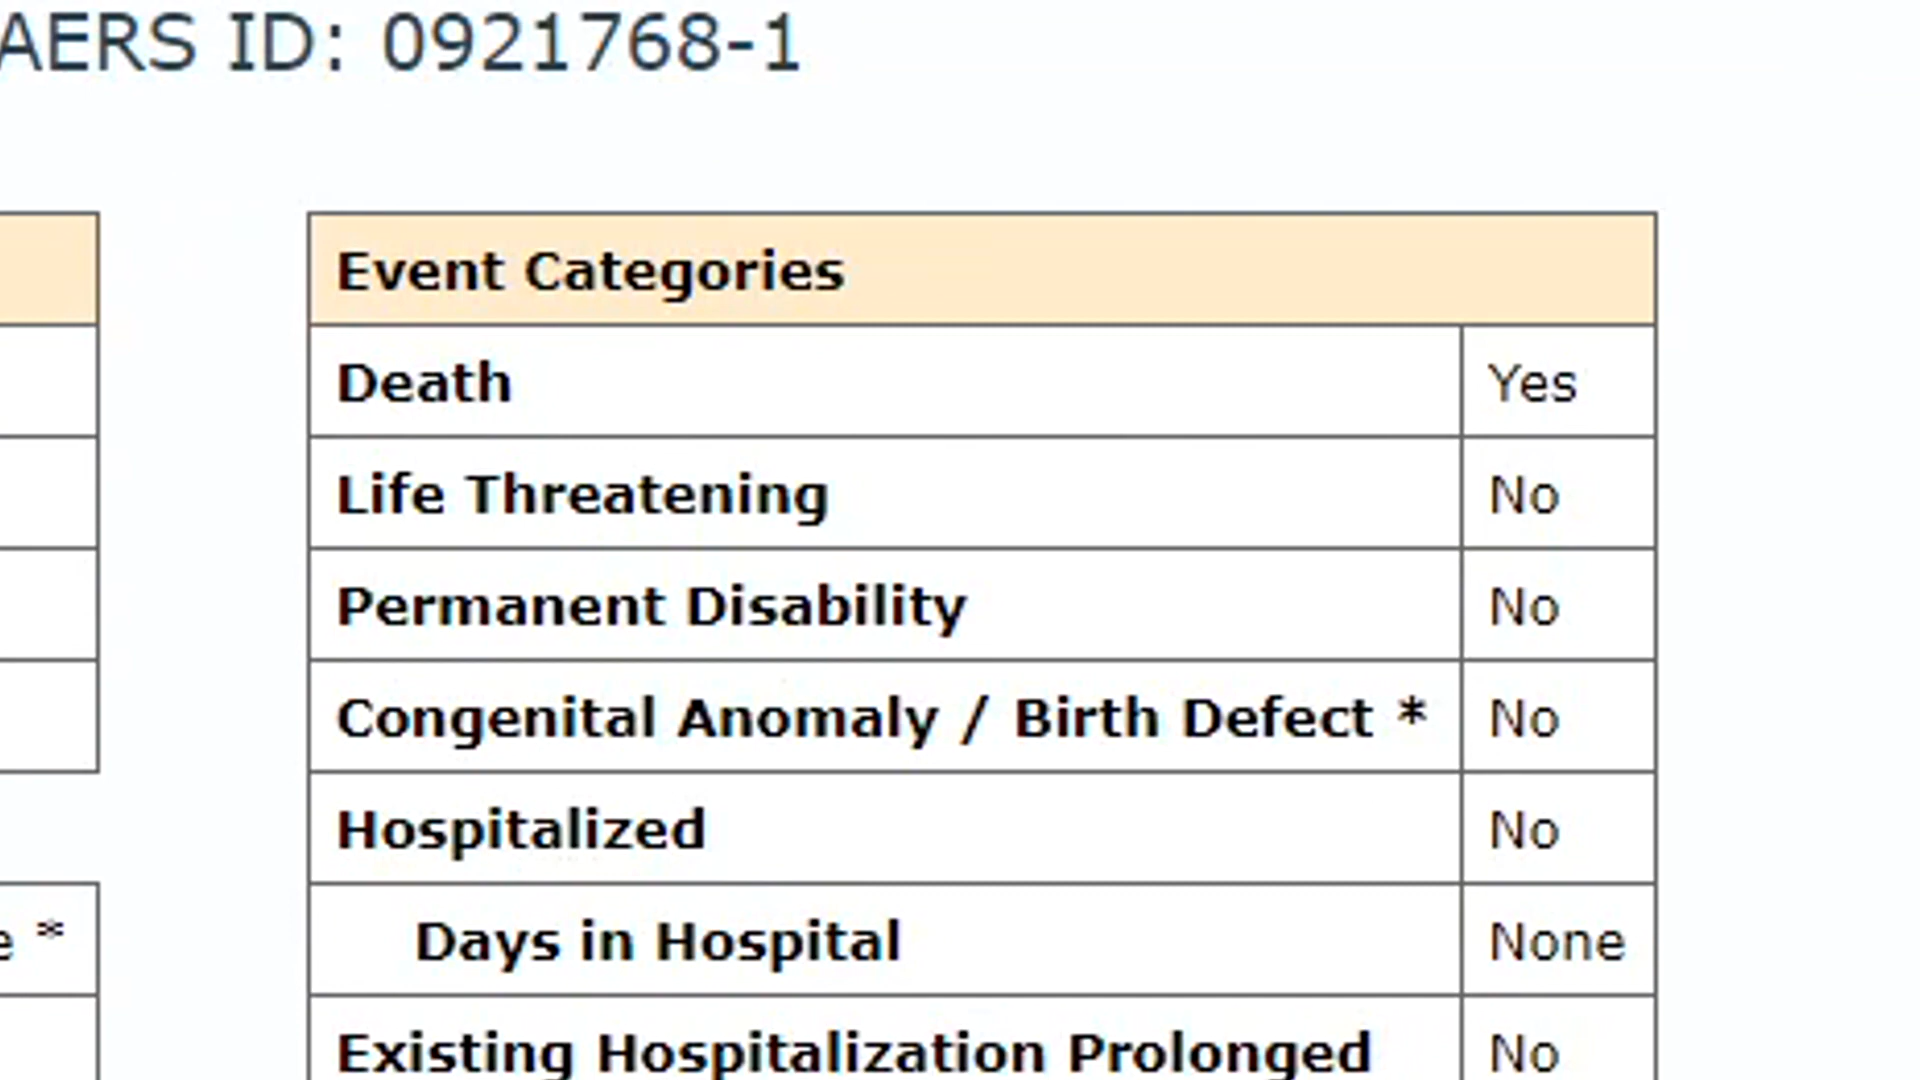 AERS ID: 0921768-1
Event Categories
Death Yes
Life Threatening No
Permanent Disability No
Congenital Anomaly / Birth Defect * No
Hospitalized No
e *
Days in Hospital None
Existing Hospitalization Prolonged No